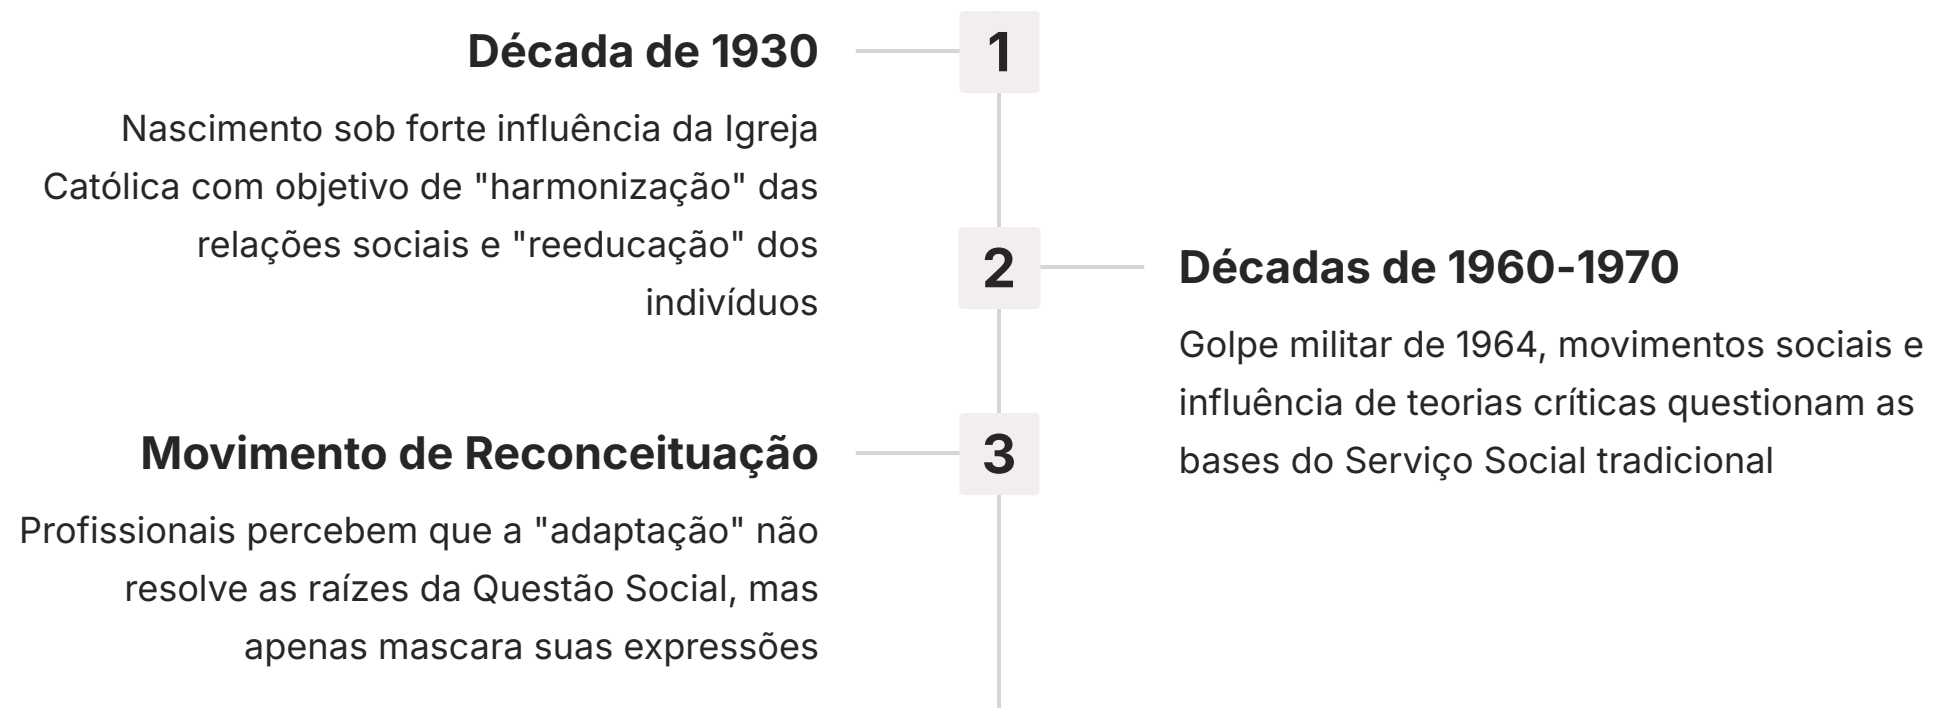 Década de 1930
1
Nascimento sob forte influência da Igreja
Católica com objetivo de "harmonização" das
relações sociais e "reeducação" dos
indivíduos
2
Décadas de 1960-1970
Golpe militar de 1964, movimentos sociais e
influência de teorias críticas questionam as
bases do Serviço Social tradicional
3
Movimento de Reconceituação
Profissionais percebem que a "adaptação" não
resolve as raízes da Questão Social, mas
apenas mascara suas expressões